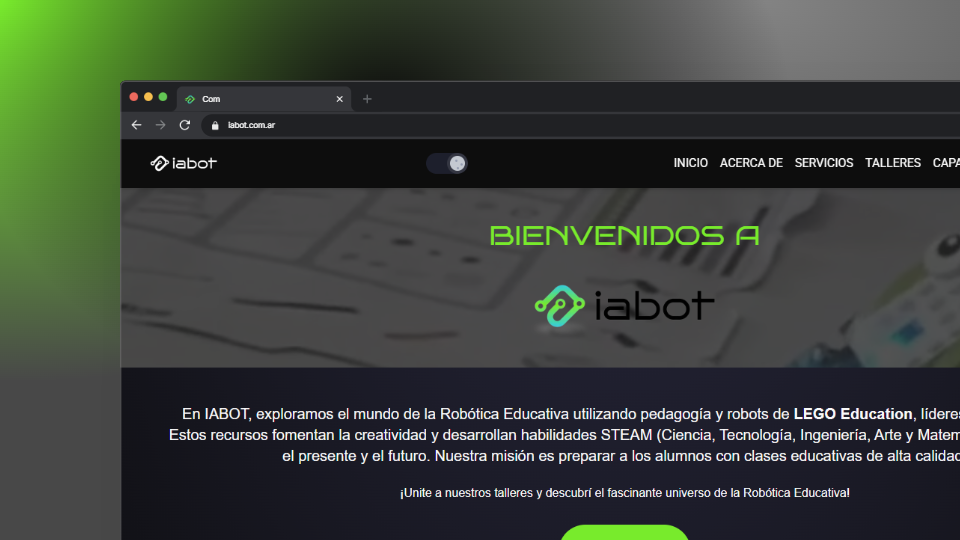 Com
iabot.com.ar
iabot
INICIO ACERCA DE SERVICIOS TALLERES CAPA
BIENVENIDOS A
iabot
En IABOT, exploramos el mundo de la Robótica Educativa utilizando pedagogía y robots de LEGO Education, líderes
Estos recursos fomentan la creatividad y desarrollan habilidades STEAM (Ciencia, Tecnología, Ingeniería, Arte y Matem
el presente y el futuro. Nuestra misión es preparar a los alumnos con clases educativas de alta calidad
¡Unite a nuestros talleres y descubrí el fascinante universo de la Robótica Educativa!